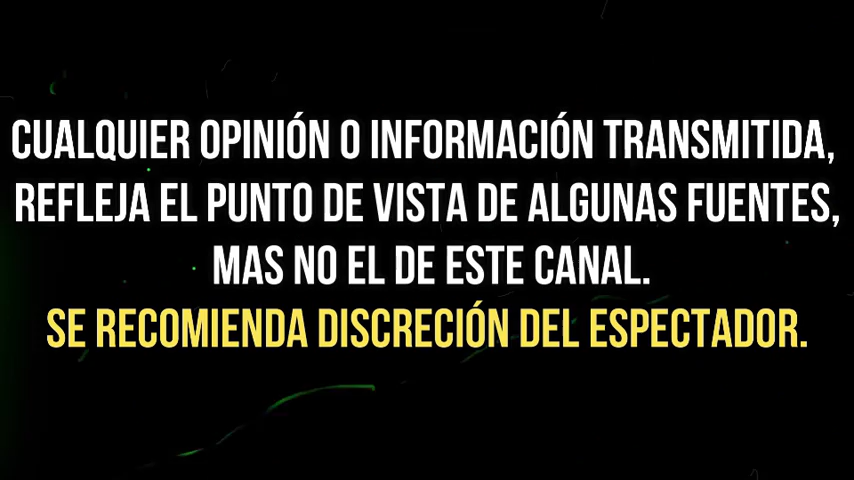 CUALQUIER OPINIÓN O INFORMACIÓN TRANSMITIDA,
REFLEJA EL PUNTO DE VISTA DE ALGUNAS FUENTES,
MAS NO EL DE ESTE CANAL.
SE RECOMIENDA DISCRECIÓN DEL ESPECTADOR.